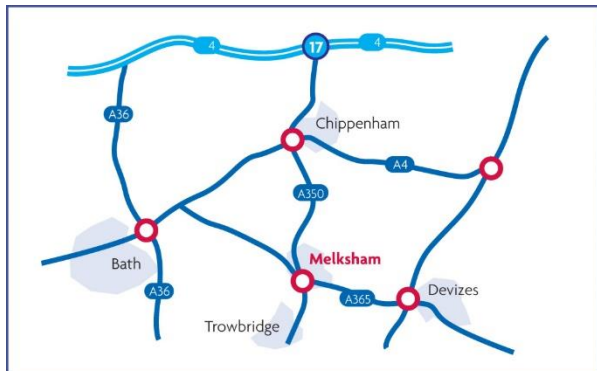 4
17
4
A36
Chippenham
A4
A350
Bath
Melksham
A36
A365
Devizes
Trowbridge